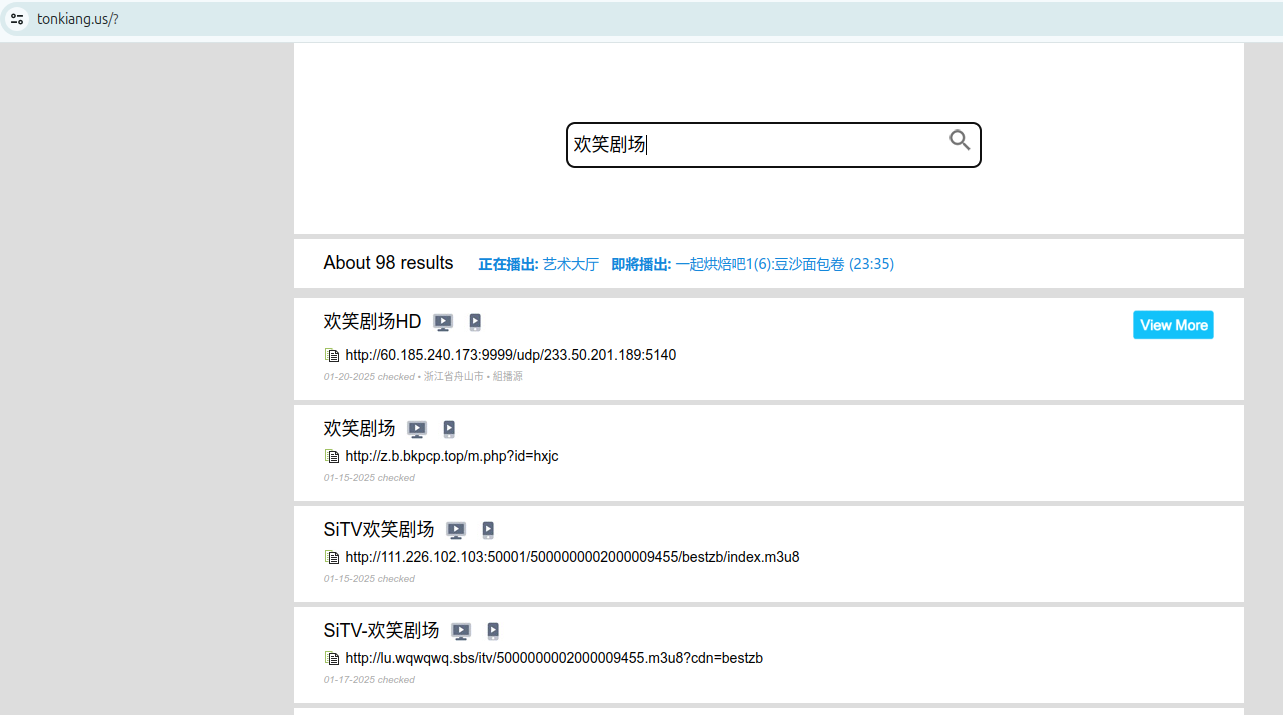 tonkiang.us/?
欢笑剧场
About 98 results 正在播出: 艺术大厅 即將播出: 一起烘焙吧1(6):豆沙面包卷 (23:35)
欢笑剧场HD View More
http://60.185.240.173:9999/udp/233.50.201.189:5140
01-20-2025 checked • 浙江省舟山市 • 組播源
欢笑剧场
http://z.b.bkpcp.top/m.php?id=hxjc
01-15-2025 checked
SiTV欢笑剧场
http://111.226.102.103:50001/5000000002000009455/bestzb/index.m3u8
01-15-2025 checked
SiTV-欢笑剧场
http://lu.wqwqwq.sbs/itv/5000000002000009455.m3u8?cdn=bestzb
01-17-2025 checked